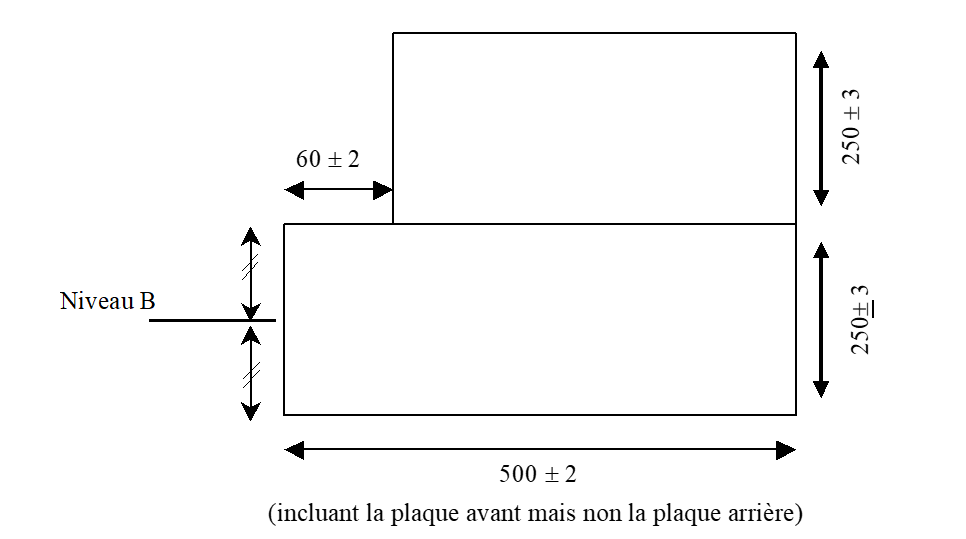 250 ± 3
60 ± 2
Niveau B
250± 3
500 ± 2
(incluant la plaque avant mais non la plaque arrière)